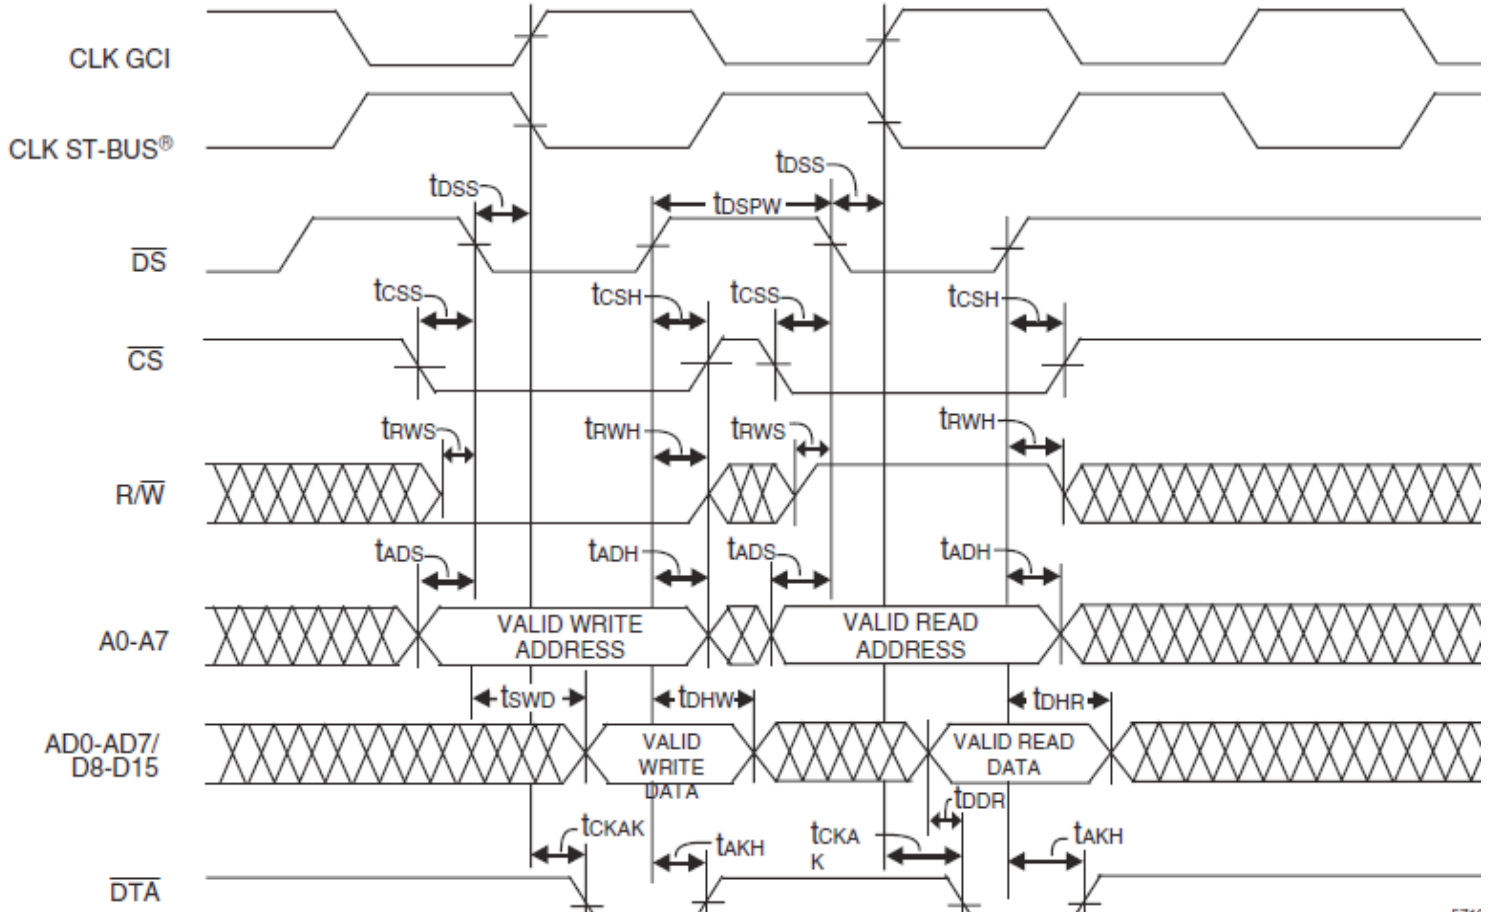 CLK GCI
CLK ST-BUS®
tDSS
tDSS
tDSPW
DS
tCSS
tCSH
tCSS
tCSH
CS
tRWS
tRWH
tRWS
tRWH
R/W
tADS
tADH
tADS
tADH
A0-A7
VALID WRITE
ADDRESS
VALID READ
ADDRESS
tSWD
tDHW
tDHR
AD0-AD7/
D8-D15
VALID
WRITE
DATA
VALID READ
DATA
tDDR
tCKAK
tAKH
tCKA
K
tAKH
DTA